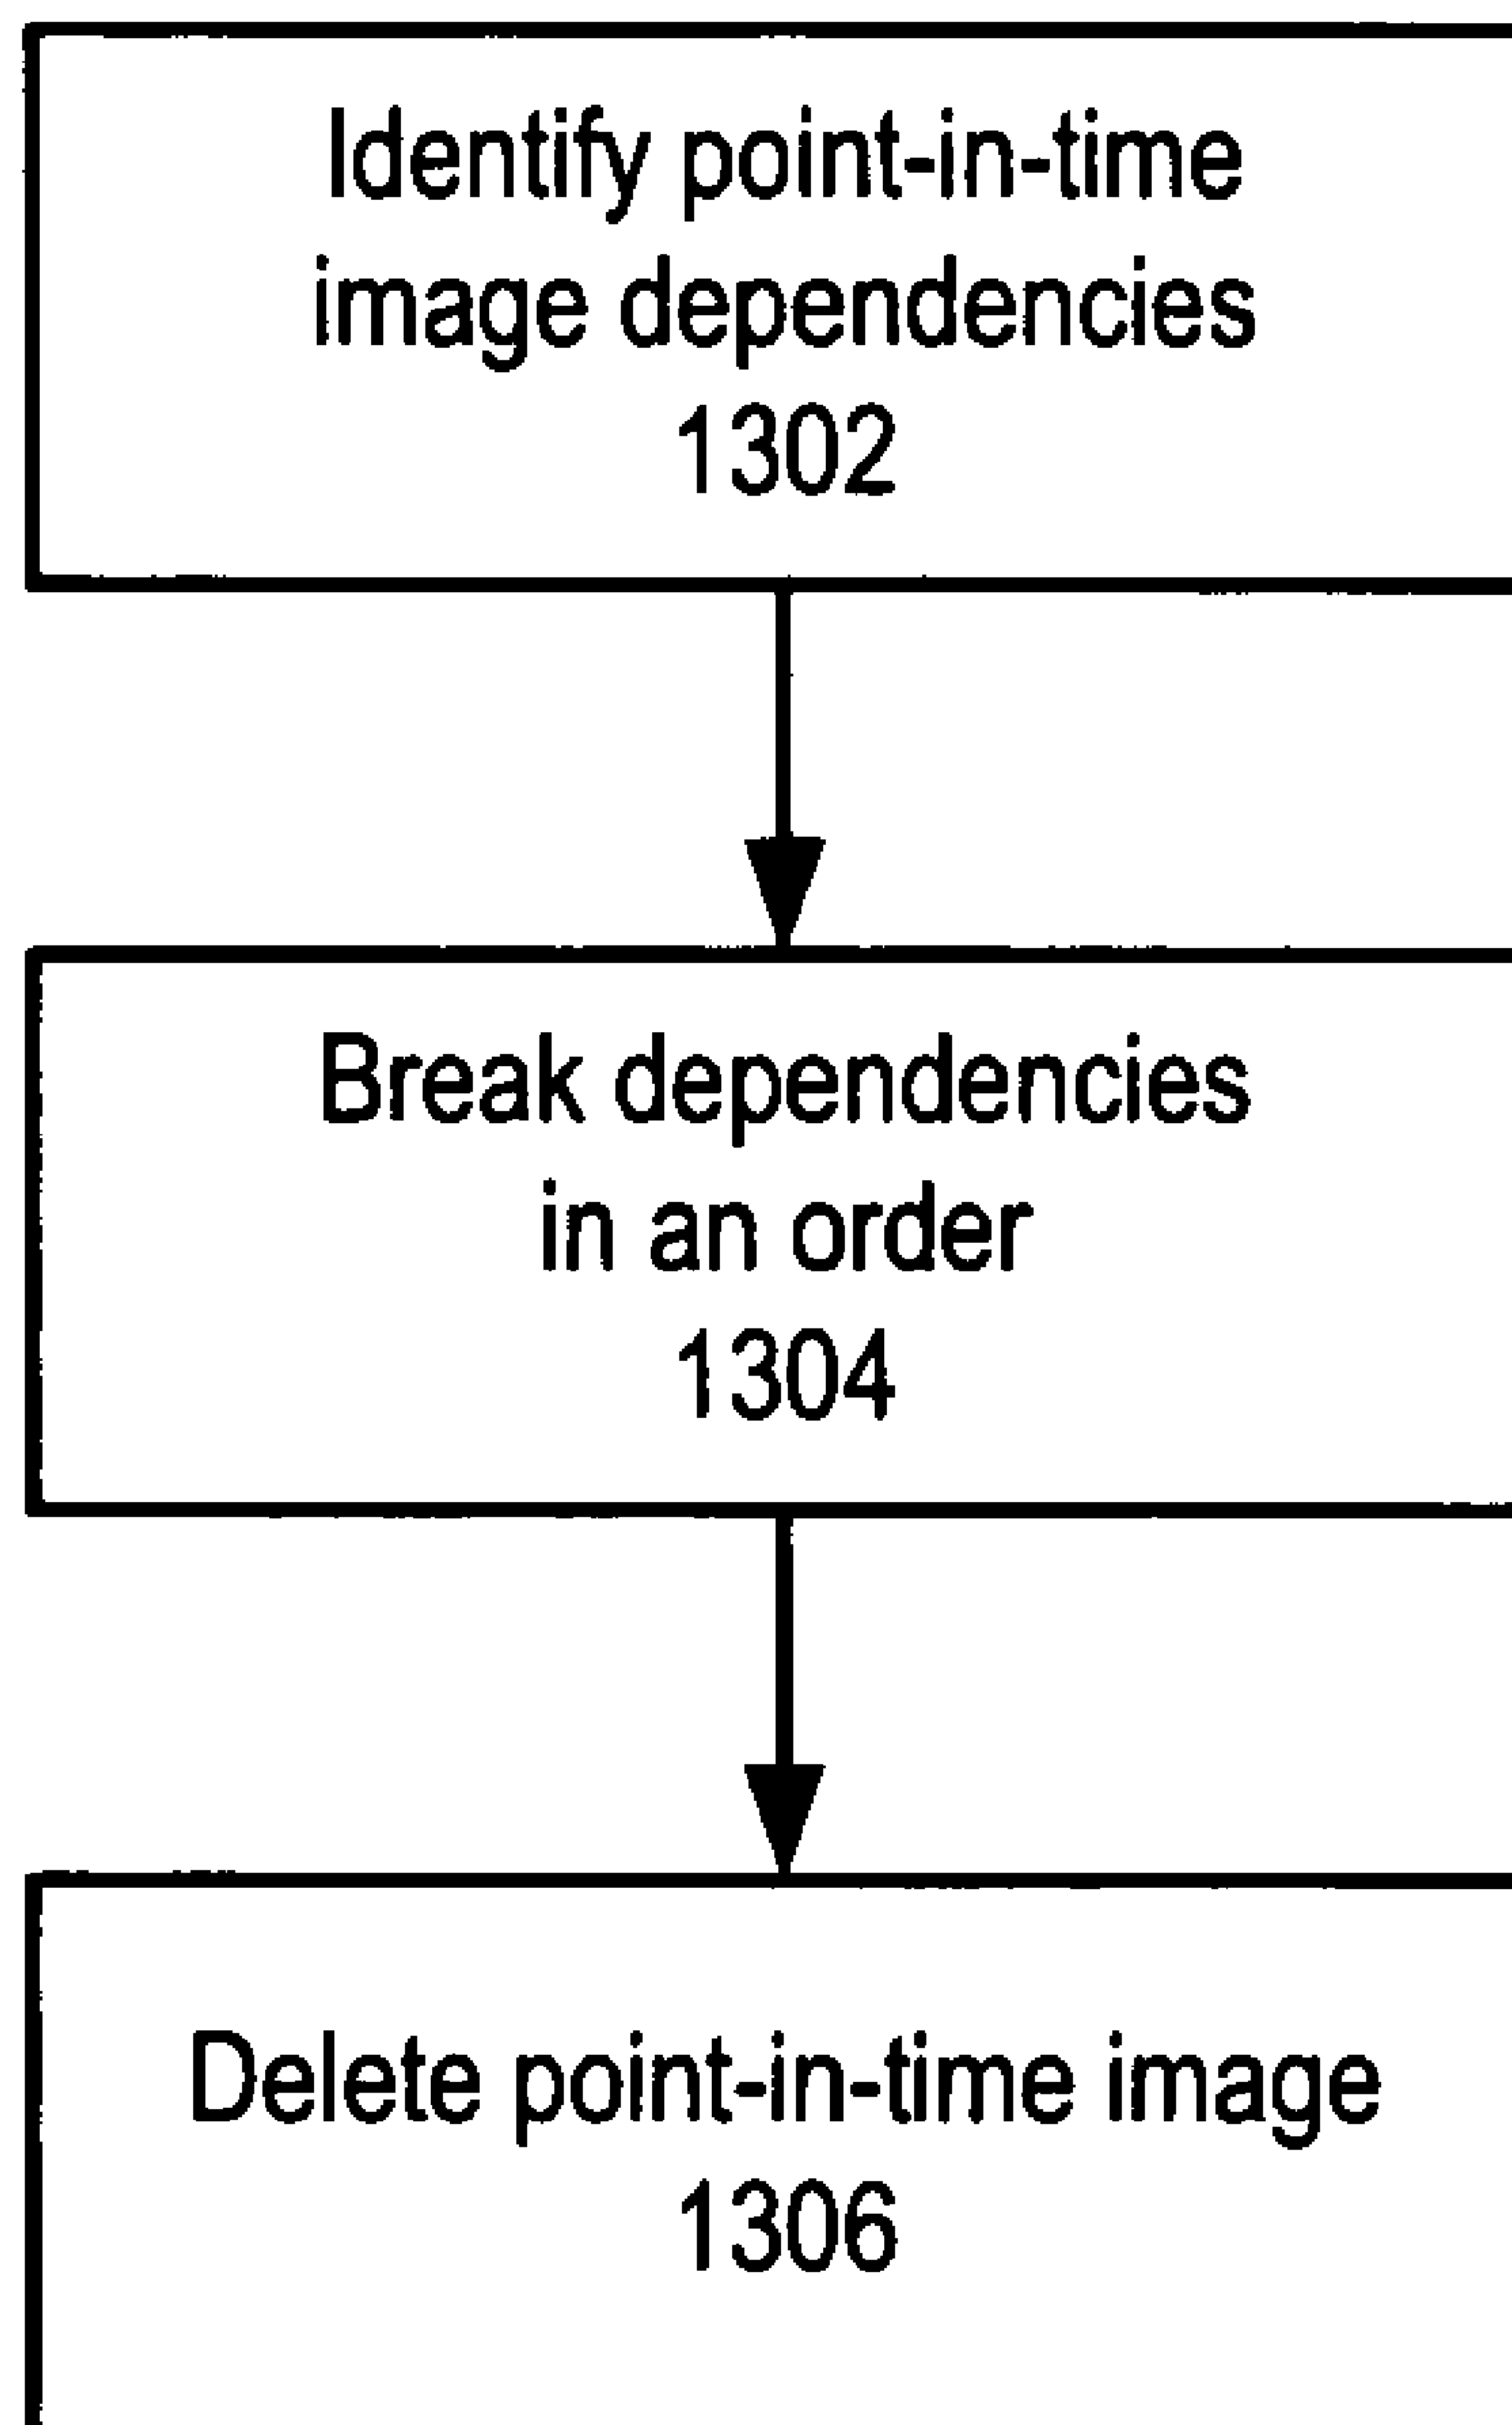 Identify point-in-time
image dependencies
1302
Break dependencies
in an order
1304
Delete point-in-time image
1306